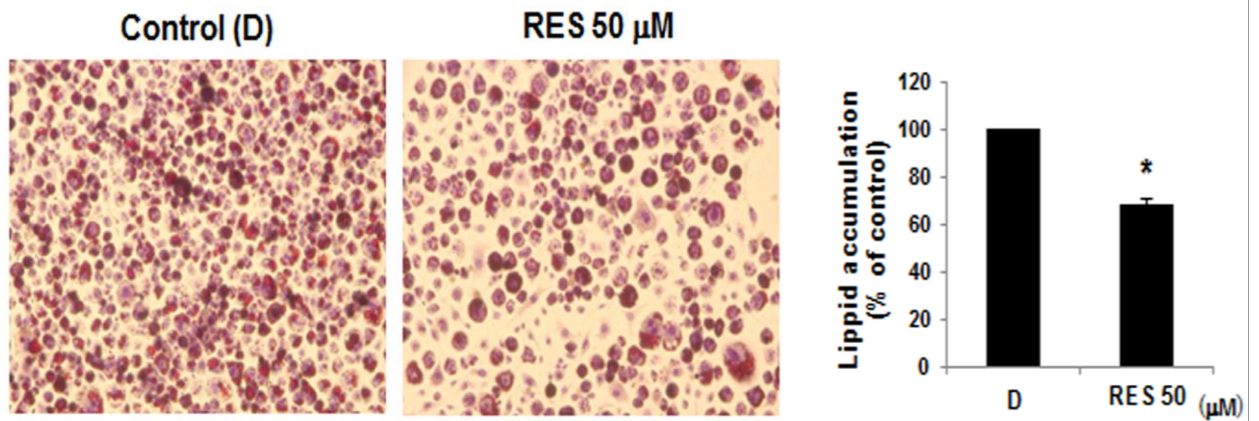 Control (D)
RES 50 μM
Lippid accumulation
(% of control)
120
100
80
60
40
20
0
*
D
RES 50
(μM)